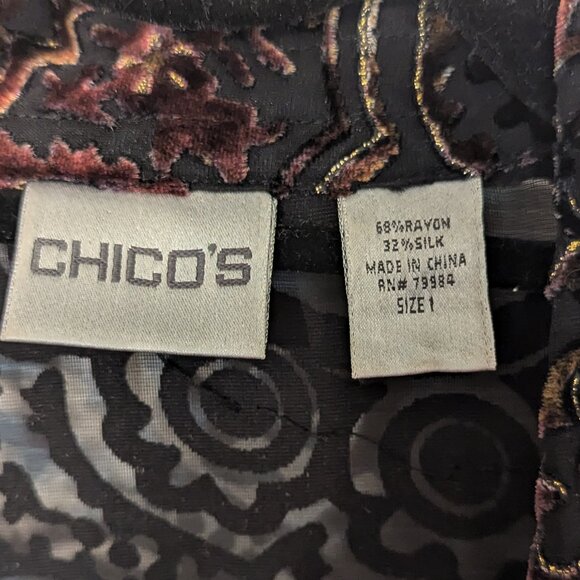 CHICO'S
68%RAYON
32%SILK
MADE IN CHINA
RN# 79984
SIZE 1